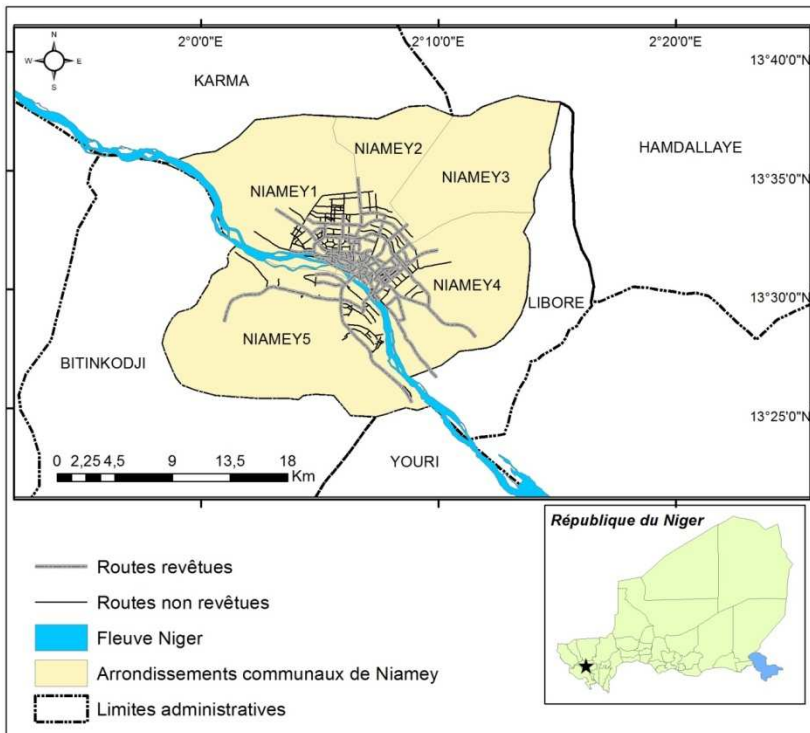 2°0'0"E 2°10'0"E 2°20'0"E
N
W E
S
13°40'0"N
KARMA
HAMDALLAYE
NIAMEY2
NIAMEY3
13°35'0"N
NIAMEY1
NIAMEY4
13°30'0"N
LIBORE
NIAMEY5
BITINKODJI
13°25'0"N
YOURI
0 2,25 4,5 9 13,5 18
Km
République du Niger
Routes revêtues
Routes non revêtues
Fleuve Niger
Arrondissements communaux de Niamey
Limites administratives